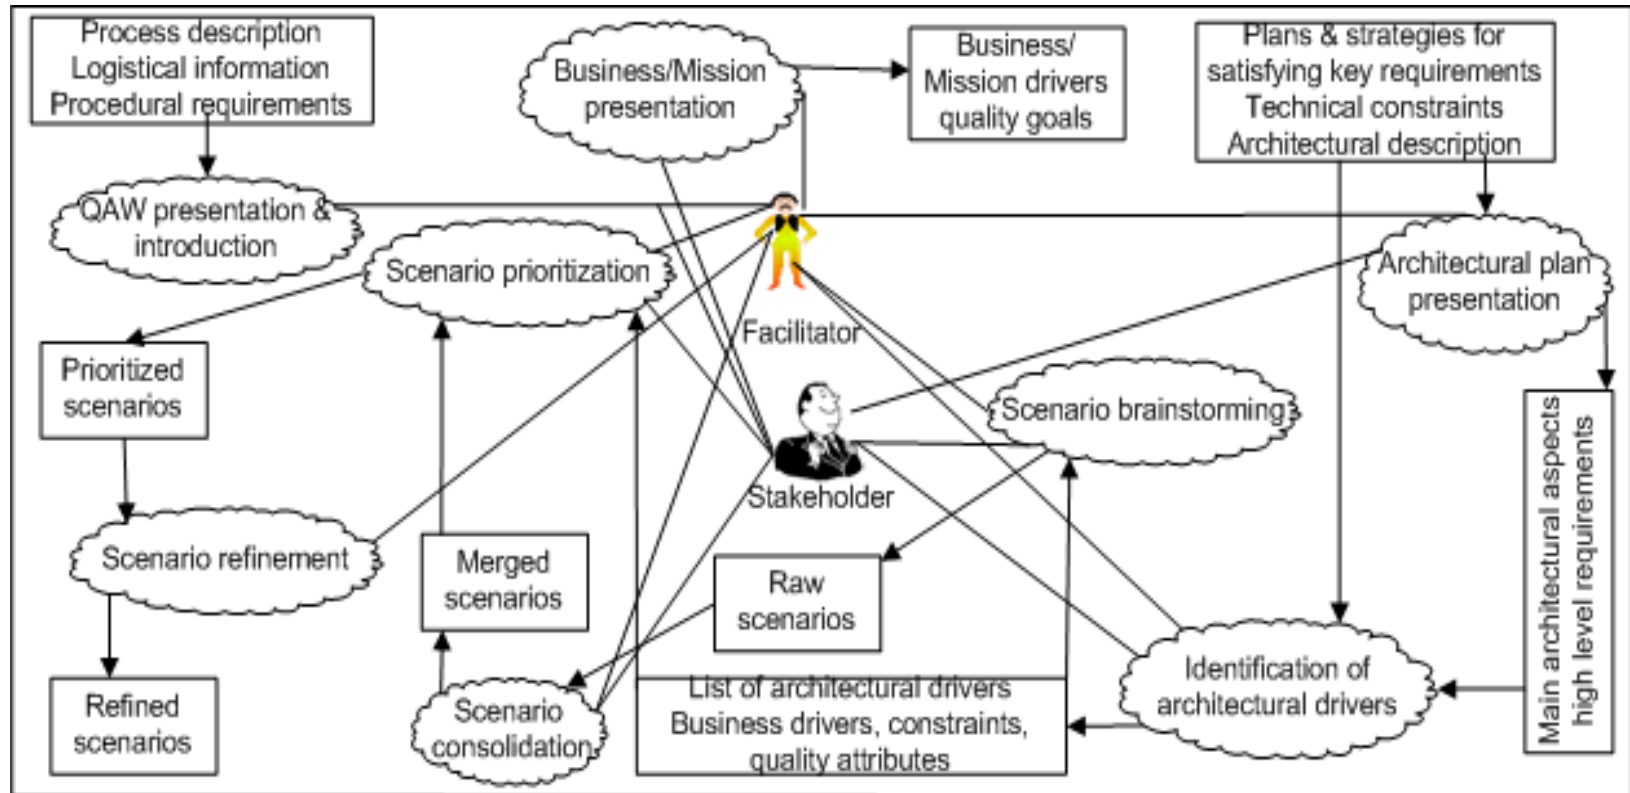 Process description
Logistical information
Procedural requirements
Business/Mission
presentation
Business/
Mission drivers
quality goals
Plans & strategies for
satisfying key requirements
Technical constraints
Architectural description
QAW presentation &
introduction
Scenario prioritization
Facilitator
Architectural plan
presentation
Prioritized
scenarios
Stakeholder
Scenario brainstorming
Main architectural aspects
high level requirements
Scenario refinement
Merged
scenarios
Raw
scenarios
Refined
scenarios
Scenario
consolidation
List of architectural drivers
Business drivers, constraints,
quality attributes
Identification of
architectural drivers